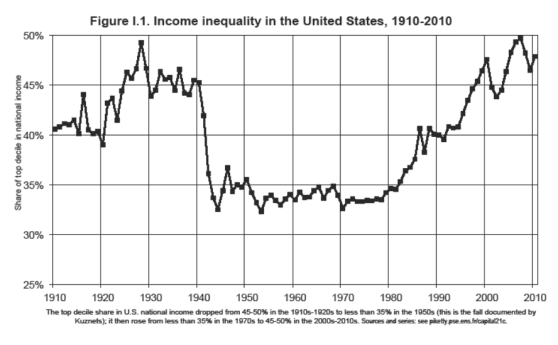 Figure I.1. Income inequality in the United States, 1910-2010
Share of top decile in national income
50%
45%
40%
35%
30%
25%
1910 1920 1930 1940 1950 1960 1970 1980 1990 2000 2010
The top decile share in U.S. national income dropped from 45-50% in the 1910s-1920s to less than 35% in the 1950s (this is the fall documented by
Kuznets); it then rose from less than 35% in the 1970s to 45-50% in the 2000s-2010s. Sources and series: see piketty.pse.ens.fr/capital21c.